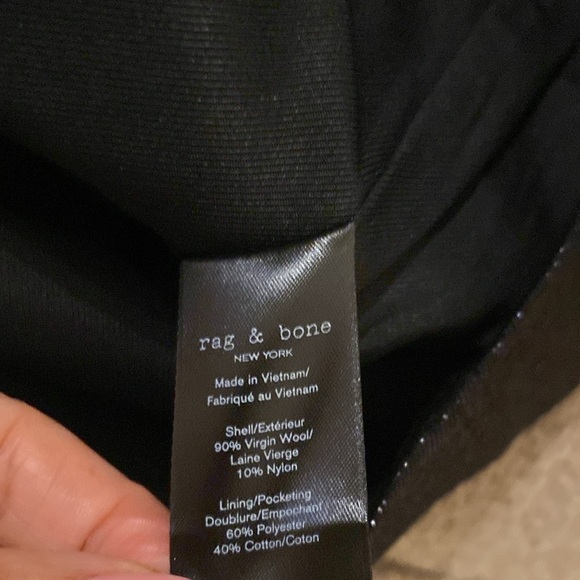 rag & bone
NEW YORK
Made in Vietnam/
Fabriqué au Vietnam
Shell/Extérieur
90% Virgin Wool/
Laine Vierge
10% Nylon
Lining/Pocketing
Doublure/Empochant
60% Polyester
40% Cotton/Coton